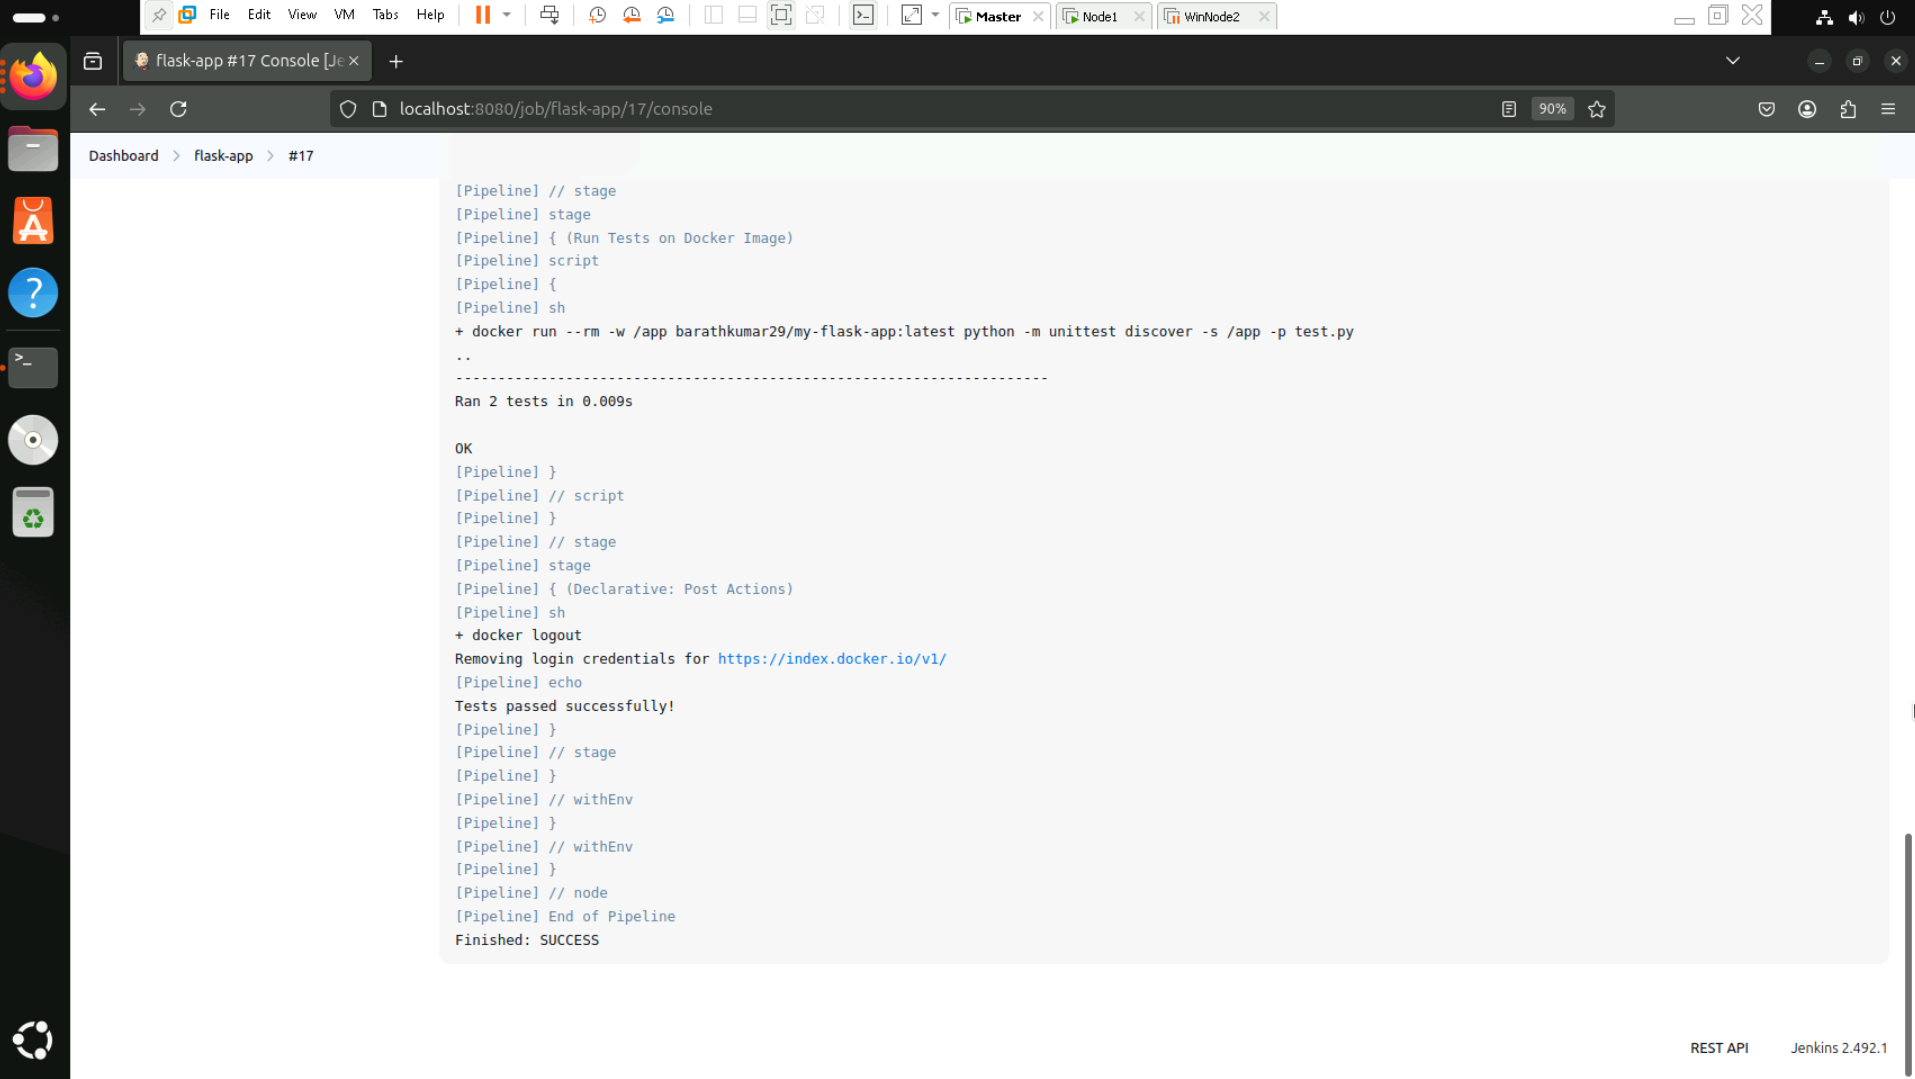 File Edit View VM Tabs Help Master Node1 WinNode2
flask-app #17 Console [Je
localhost:8080/job/flask-app/17/console 90%
Dashboard flask-app #17
[Pipeline] // stage
[Pipeline] stage
[Pipeline] { (Run Tests on Docker Image)
[Pipeline] script
[Pipeline] {
[Pipeline] sh
+ docker run --rm -w /app barathkumar29/my-flask-app:latest python -m unittest discover -s /app -p test.py
..
----------------------------------------------------------------------
Ran 2 tests in 0.009s
OK
[Pipeline] }
[Pipeline] // script
[Pipeline] }
[Pipeline] // stage
[Pipeline] stage
[Pipeline] { (Declarative: Post Actions)
[Pipeline] sh
+ docker logout
Removing login credentials for https://index.docker.io/v1/
[Pipeline] echo
Tests passed successfully!
[Pipeline] }
[Pipeline] // stage
[Pipeline] }
[Pipeline] // withEnv
[Pipeline] }
[Pipeline] // withEnv
[Pipeline] }
[Pipeline] // node
[Pipeline] End of Pipeline
Finished: SUCCESS
REST API Jenkins 2.492.1